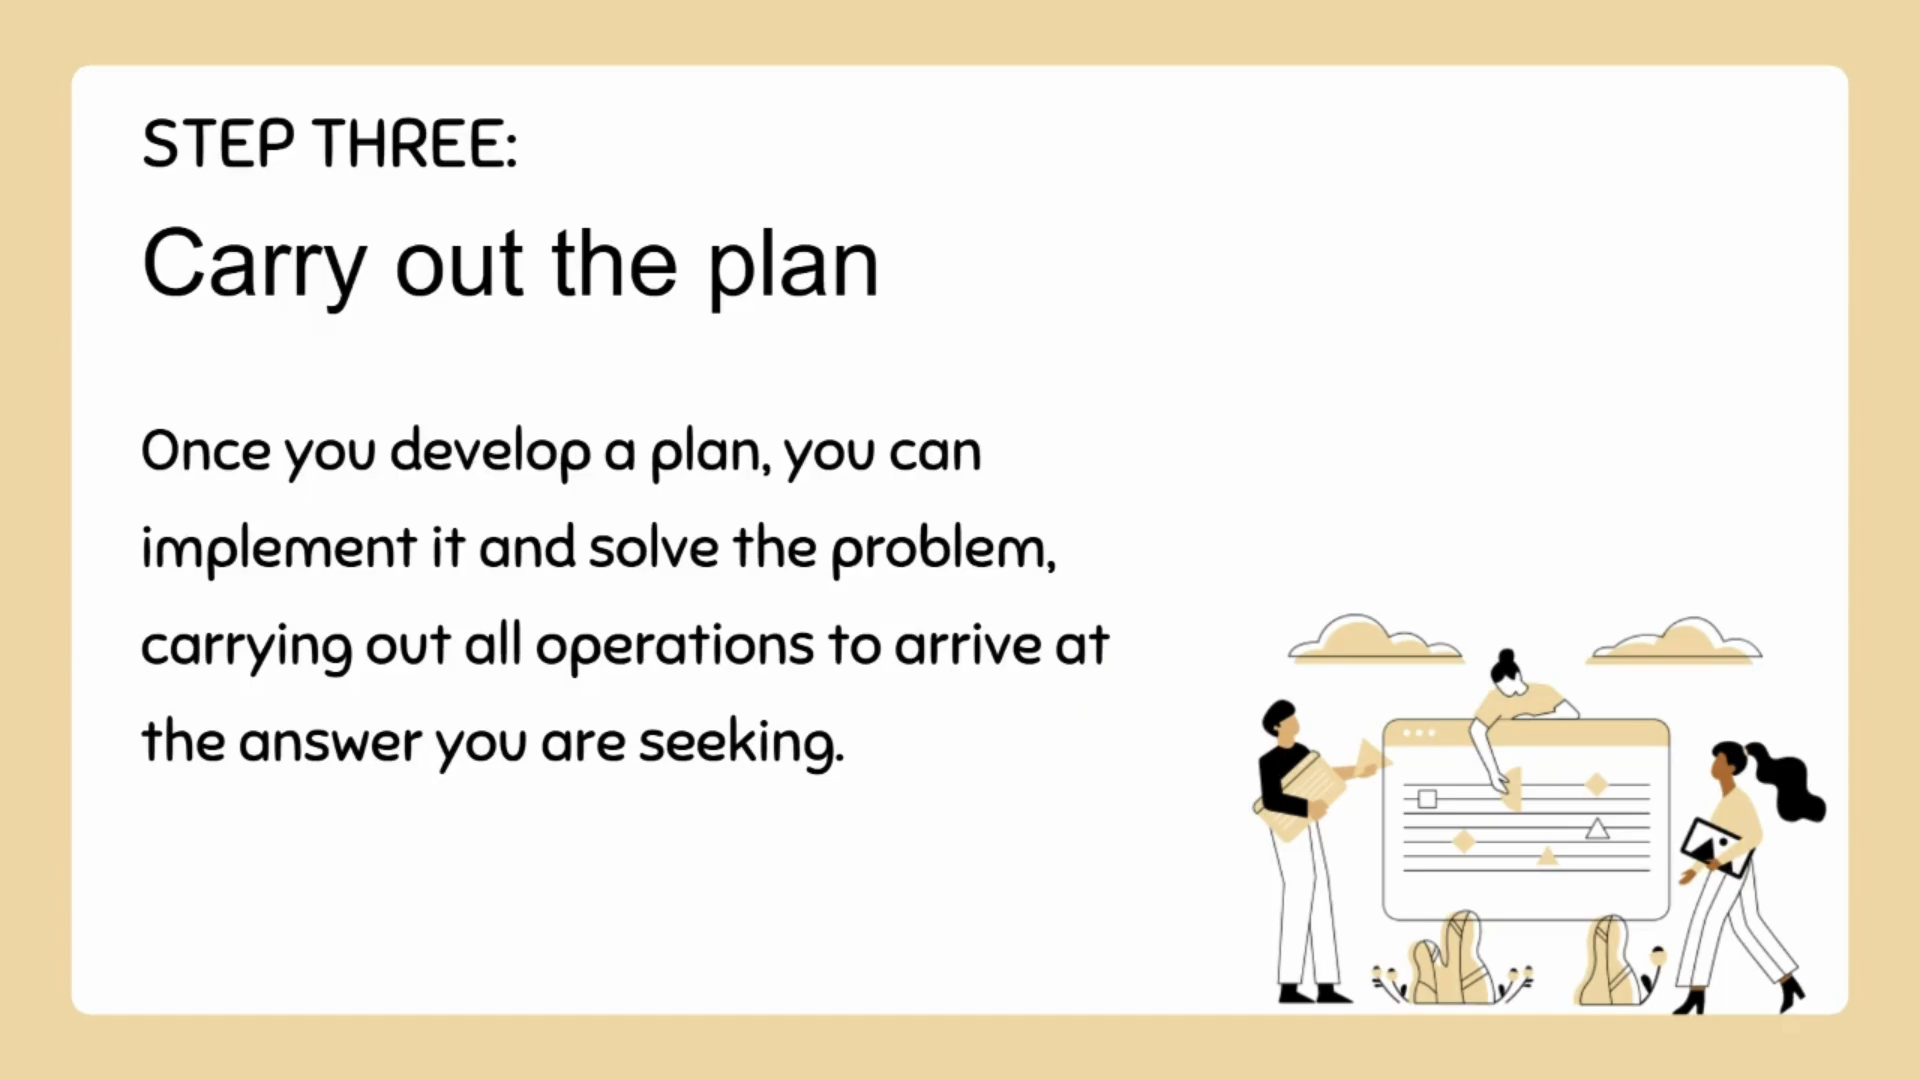 STEP THREE:
Carry out the plan
Once you develop a plan, you can
implement it and solve the problem,
carrying out all operations to arrive at
the answer you are seeking.